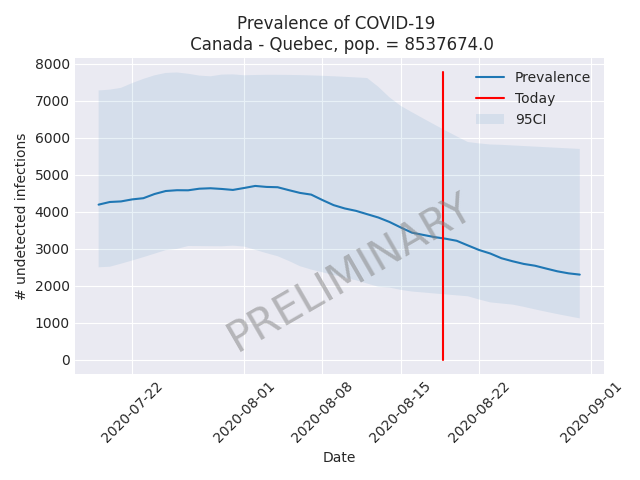 Prevalence of COVID-19
Canada - Quebec, pop. = 8537674.0
8000
7000
6000
5000
4000
3000
2000
1000
0
# undetected infections
Prevalence
Today
95CI
PRELIMINARY
2020-07-22
2020-08-01
2020-08-08
2020-08-15
2020-08-22
2020-09-01
Date